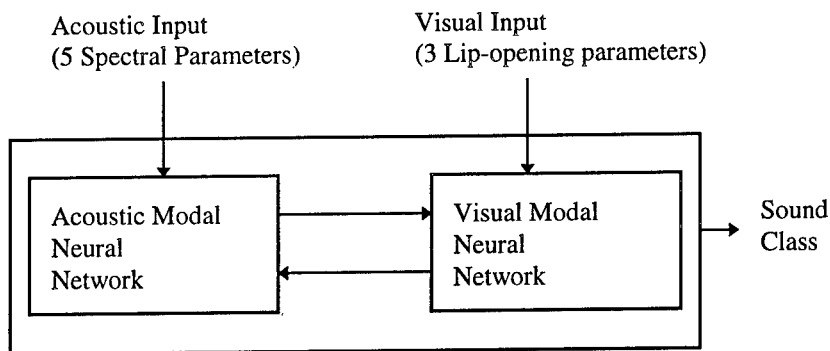 Acoustic Input
(5 Spectral Parameters)
Visual Input
(3 Lip-opening parameters)
Acoustic Modal
Neural
Network
Visual Modal
Neural
Network
Sound
Class